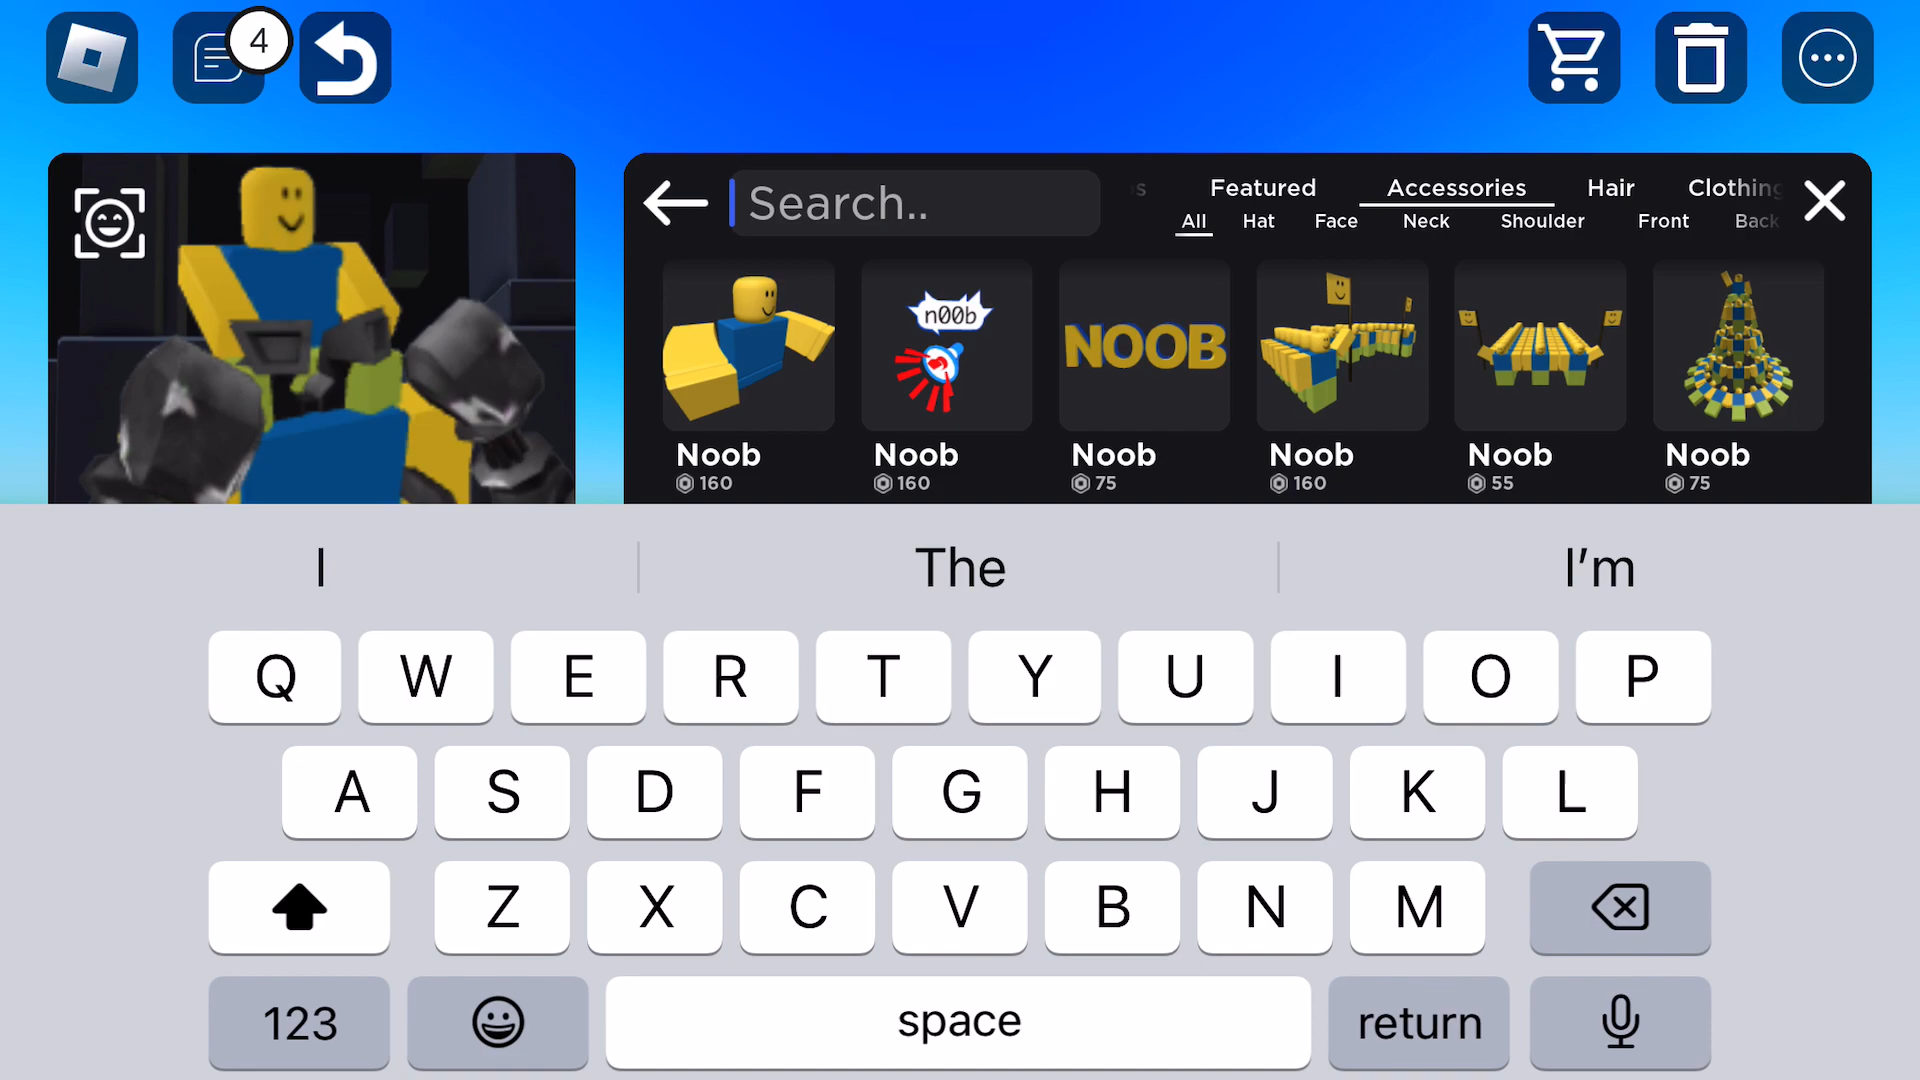 4
Search..
s Featured Accessories Hair Clothing
All Hat Face Neck Shoulder Front Back
n00b
NOOB
Noob Noob Noob Noob Noob Noob
160 160 75 160 55 75
I The I'm
Q W E R T Y U I O P
A S D F G H J K L
Z X C V B N M
123 space return